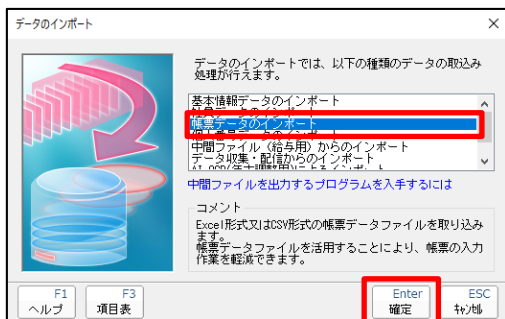 データのインポート
データのインポートでは、以下の種類のデータの取込み
処理が行えます。
基本情報データのインポート
帳票データのインポート
中間ファイル（給与用）からのインポート
データ収集・配信からのインポート
中間ファイルを出力するプログラムを入手するには
コメント
Excel形式又はCSV形式の帳票データファイルを取り込み
ます。
帳票データファイルを活用することにより、帳票の入力
作業を軽減できます。
F1
ヘルプ
F3
項目表
Enter
確定
ESC
ｷｬﾝｾﾙ